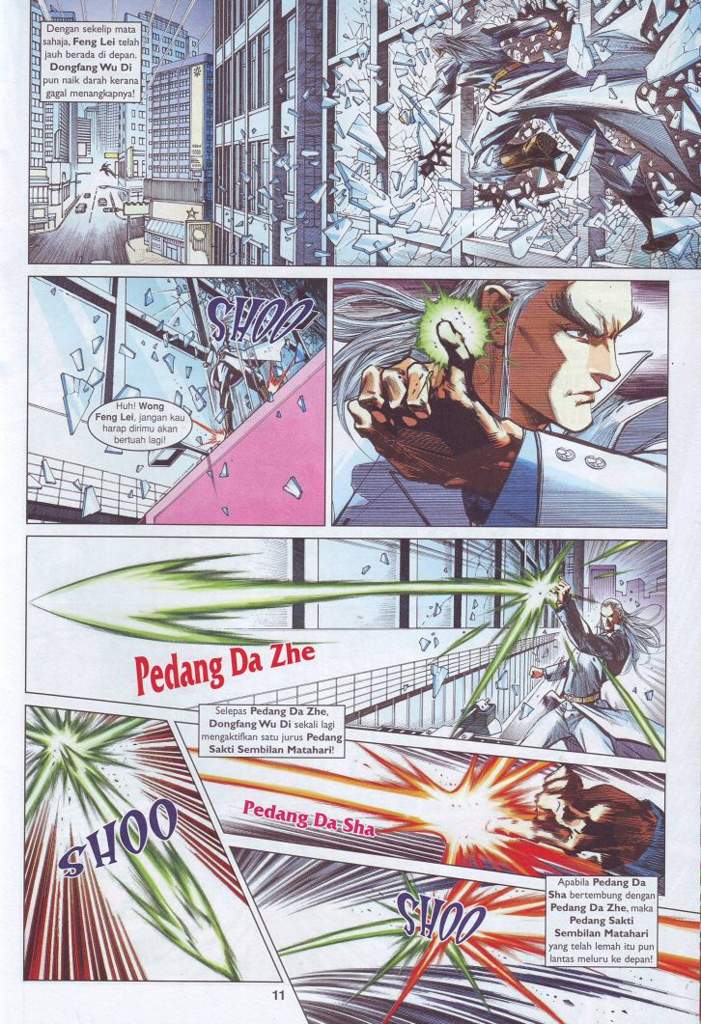 Dengan sekelip mata
sahaja, Feng Lei telah
jauh berada di depan.
Dongfang Wu Di
pun naik darah kerana
gagal menangkapnya!
SHOO
Huh! Wong
Feng Lei, jangan kau
harap dirimu akan
bertuah lagi!
Pedang Da Zhe
Selepas Pedang Da Zhe,
Dongfang Wu Di sekali lagi
mengaktifkan satu jurus Pedang
Sakti Sembilan Matahari!
SHOO
Pedang Da Sha
SHOO
Apabila Pedang Da
Sha bertembung dengan
Pedang Da Zhe, maka
Pedang Sakti
Sembilan Matahari
yang telah lemah itu pun
lantas meluru ke depan!
11